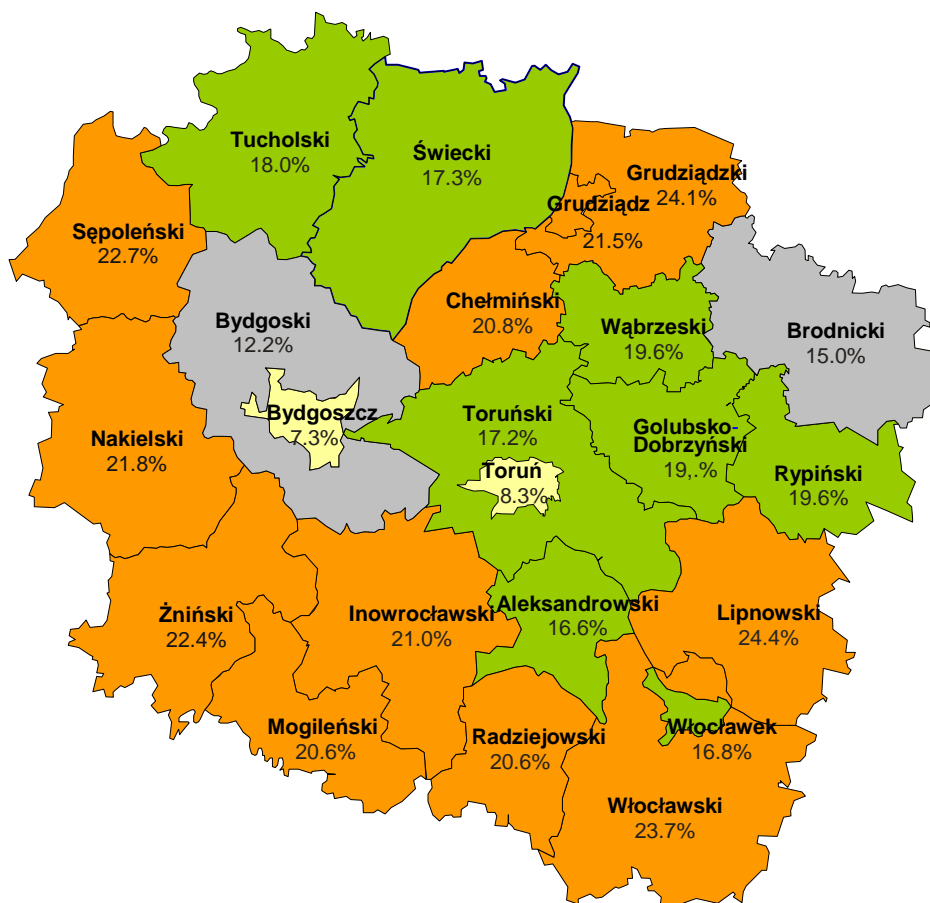 Tucholski
18.0%
Świecki
17.3%
Grudziądzki
24.1%
Grudziądz
21.5%
Sępoleński
22.7%
Chełmiński
20.8%
Bydgoski
12.2%
Wąbrzeski
19.6%
Brodnicki
15.0%
Bydgoszcz
7.3%
Toruński
17.2%
Golubsko-
Dobrzyński
19,.%
Nakielski
21.8%
Toruń
8.3%
Rypiński
19.6%
Żniński
22.4%
Inowrocławski
21.0%
Aleksandrowski
16.6%
Lipnowski
24.4%
Mogileński
20.6%
Radziejowski
20.6%
Włocławek
16.8%
Włocławski
23.7%